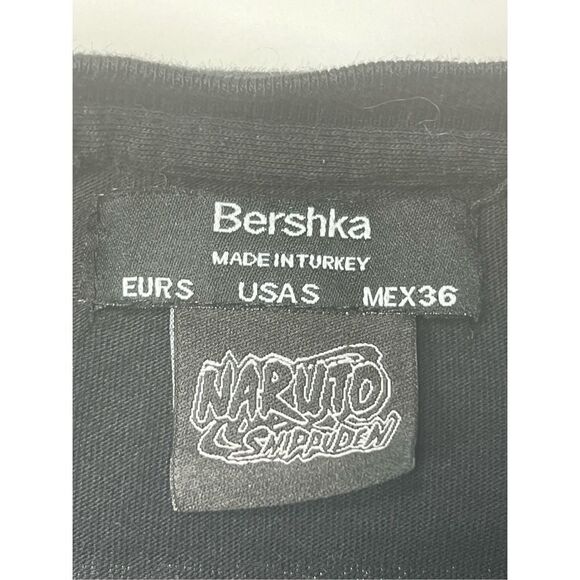 Bershka
MADE IN TURKEY
EUR S USA S MEX 36
NARUTO
SHIPPUDEN